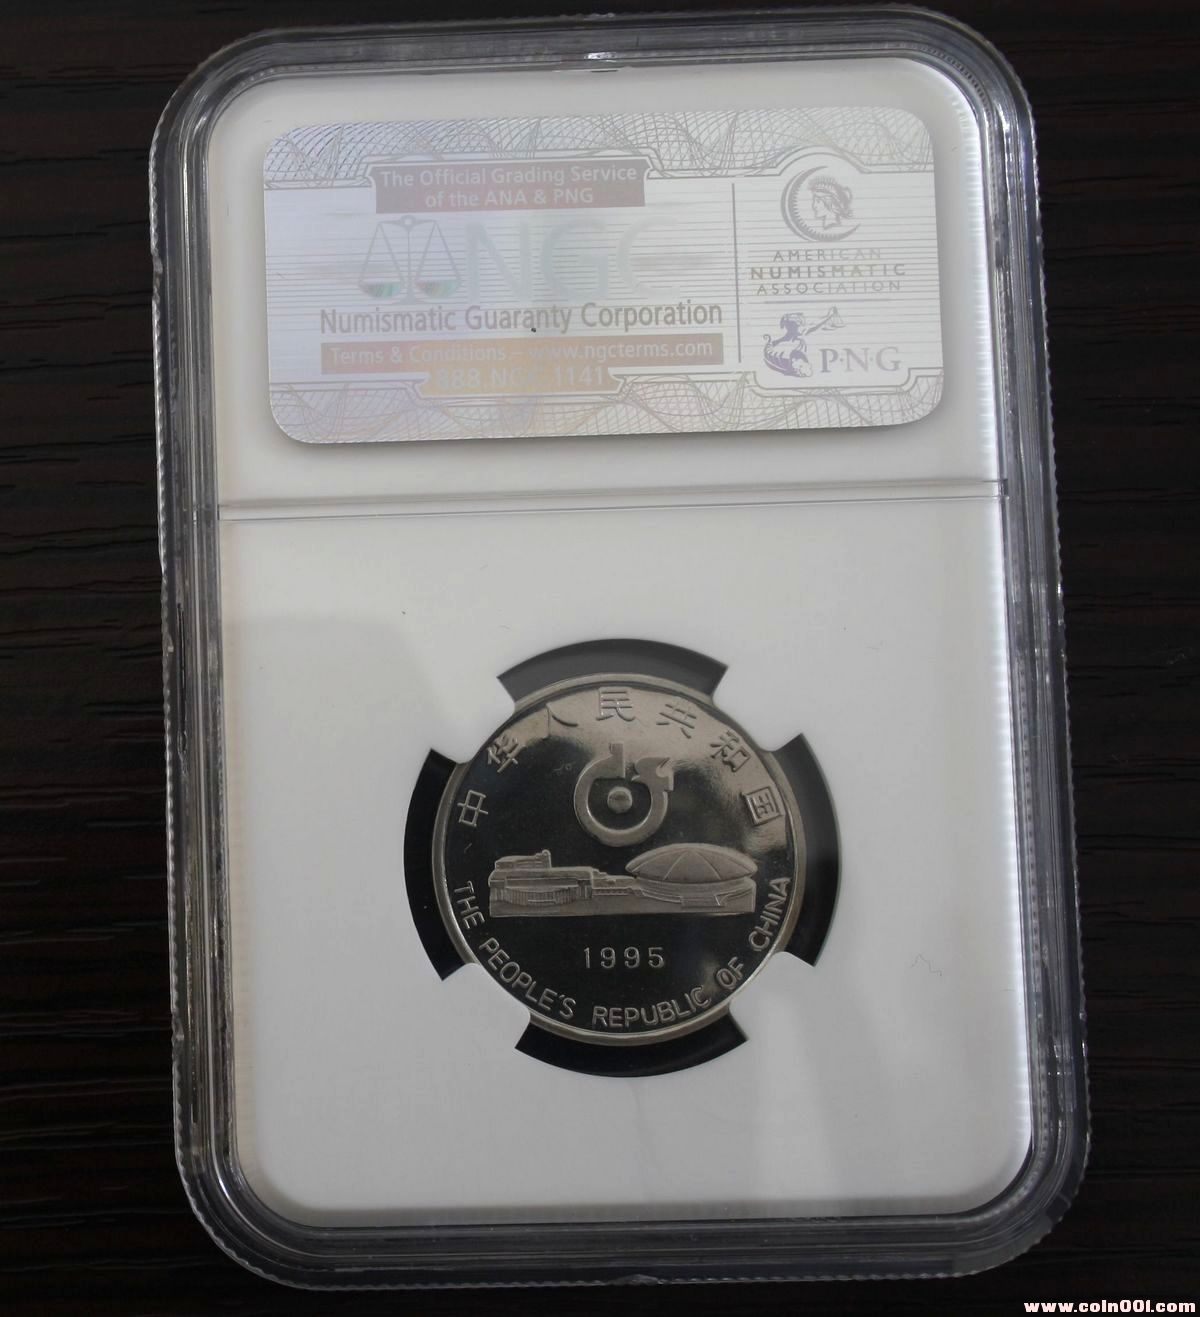 The Official Grading Service
of the ANA & PNG
NGC
Numismatic Guaranty Corporation
Terms & Conditions – www.ngcterms.com
888.NGC.1141
AMERICAN
NUMISMATIC
ASSOCIATION
P·N·G
中华人民共和国
1995
THE PEOPLE'S REPUBLIC OF CHINA
www.coin001.com